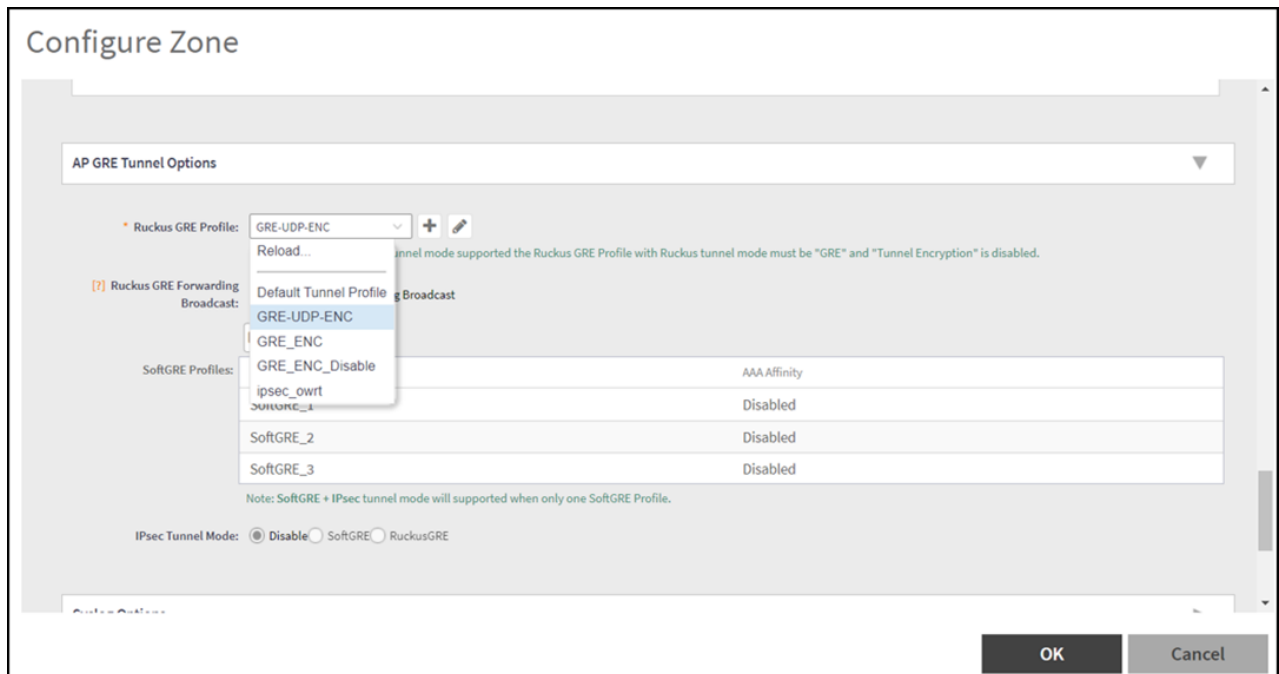 Configure Zone
AP GRE Tunnel Options
* Ruckus GRE Profile: GRE-UDP-ENC
Reload...
mode supported the Ruckus GRE Profile with Ruckus tunnel mode must be "GRE" and "Tunnel Encryption" is disabled.
Default Tunnel Profile
GRE-UDP-ENC
GRE_ENC
GRE_ENC_Disable
ipsec_owrt
[?] Ruckus GRE Forwarding
Broadcast:
Broadcast
SoftGRE Profiles:
AAA Affinity
SoftGRE_1 Disabled
SoftGRE_2 Disabled
SoftGRE_3 Disabled
Note: SoftGRE + IPsec tunnel mode will supported when only one SoftGRE Profile.
IPsec Tunnel Mode: Disable SoftGRE RuckusGRE
Syslog Options
OK Cancel